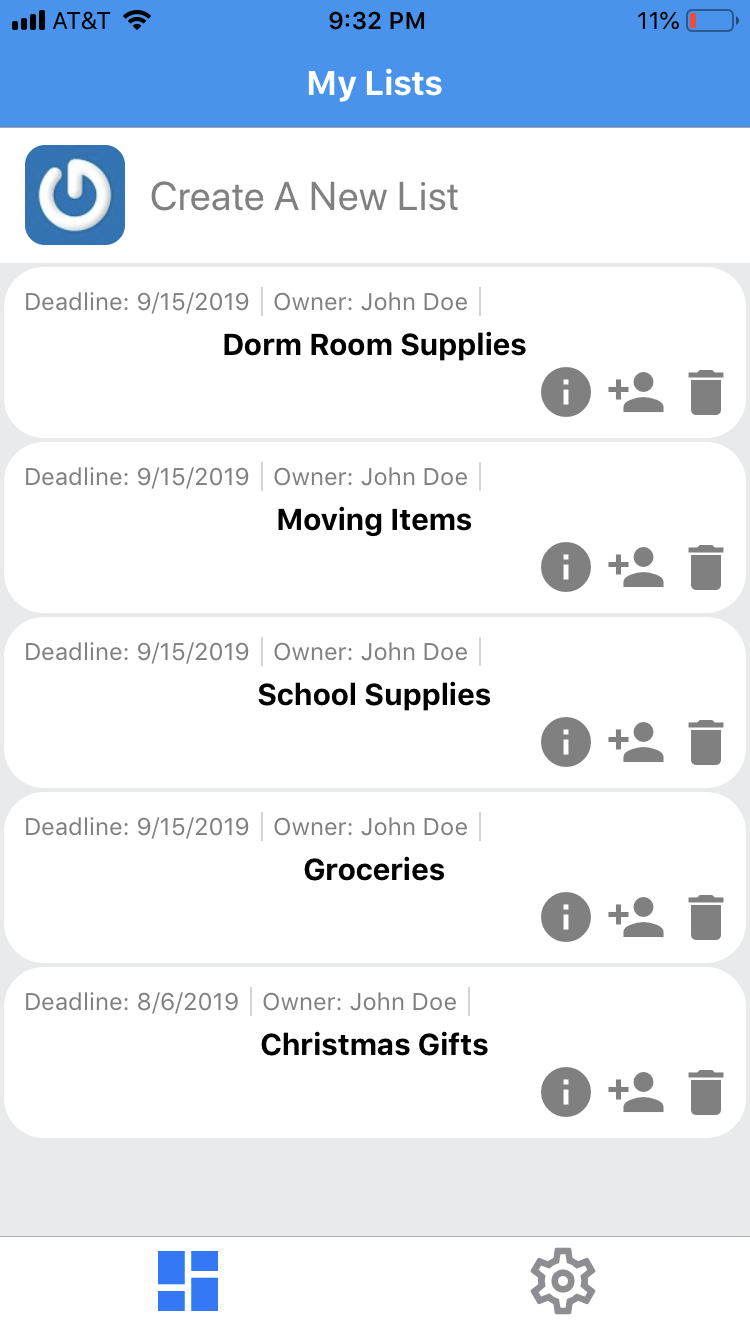 AT&T 9:32 PM 11%
My Lists
Create A New List
Deadline: 9/15/2019 Owner: John Doe
Dorm Room Supplies
Deadline: 9/15/2019 Owner: John Doe
Moving Items
Deadline: 9/15/2019 Owner: John Doe
School Supplies
Deadline: 9/15/2019 Owner: John Doe
Groceries
Deadline: 8/6/2019 Owner: John Doe
Christmas Gifts